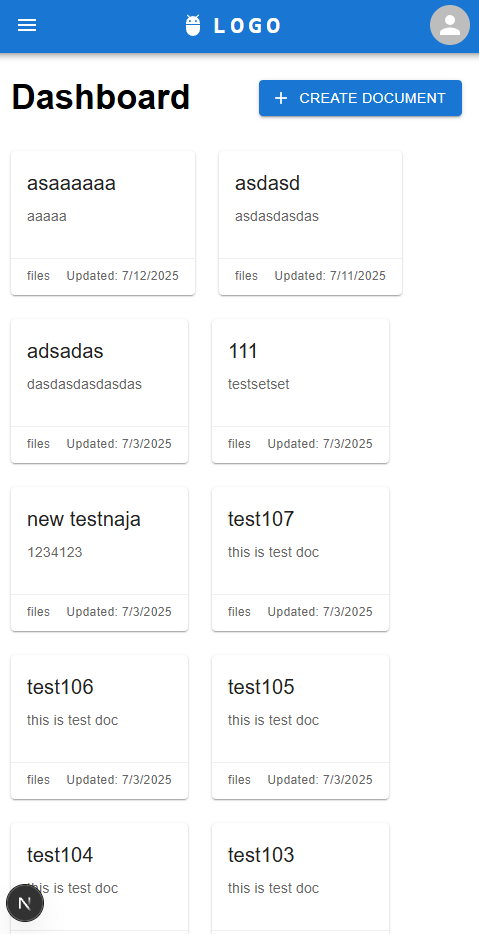 LOGO
Dashboard
+ CREATE DOCUMENT
asaaaaaa
aaaaa
files Updated: 7/12/2025
asdasd
asdasdasdas
files Updated: 7/11/2025
adsadas
dasdasdasdasdas
files Updated: 7/3/2025
111
testsetset
files Updated: 7/3/2025
new testnaja
1234123
files Updated: 7/3/2025
test107
this is test doc
files Updated: 7/3/2025
test106
this is test doc
files Updated: 7/3/2025
test105
this is test doc
files Updated: 7/3/2025
test104
this is test doc
test103
this is test doc
N